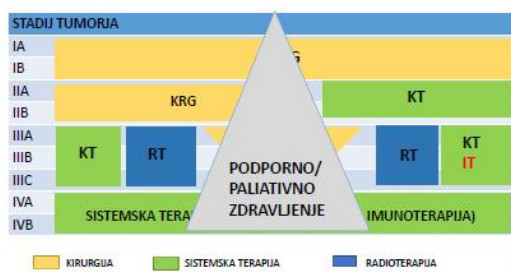 STADIJ TUMORJA
IA
IB
IIA
IIB
IIIA
IIIB
IIIC
IVA
IVB
G
KRG
KT
KT
RT
RT
KT
IT
PODPORNO/
PALIATIVNO
ZDRAVLJENJE
SISTEMSKA TERA
IMUNOTERAPIJA)
KIRURGIJA
SISTEMSKA TERAPIJA
RADIOTERAPIJA